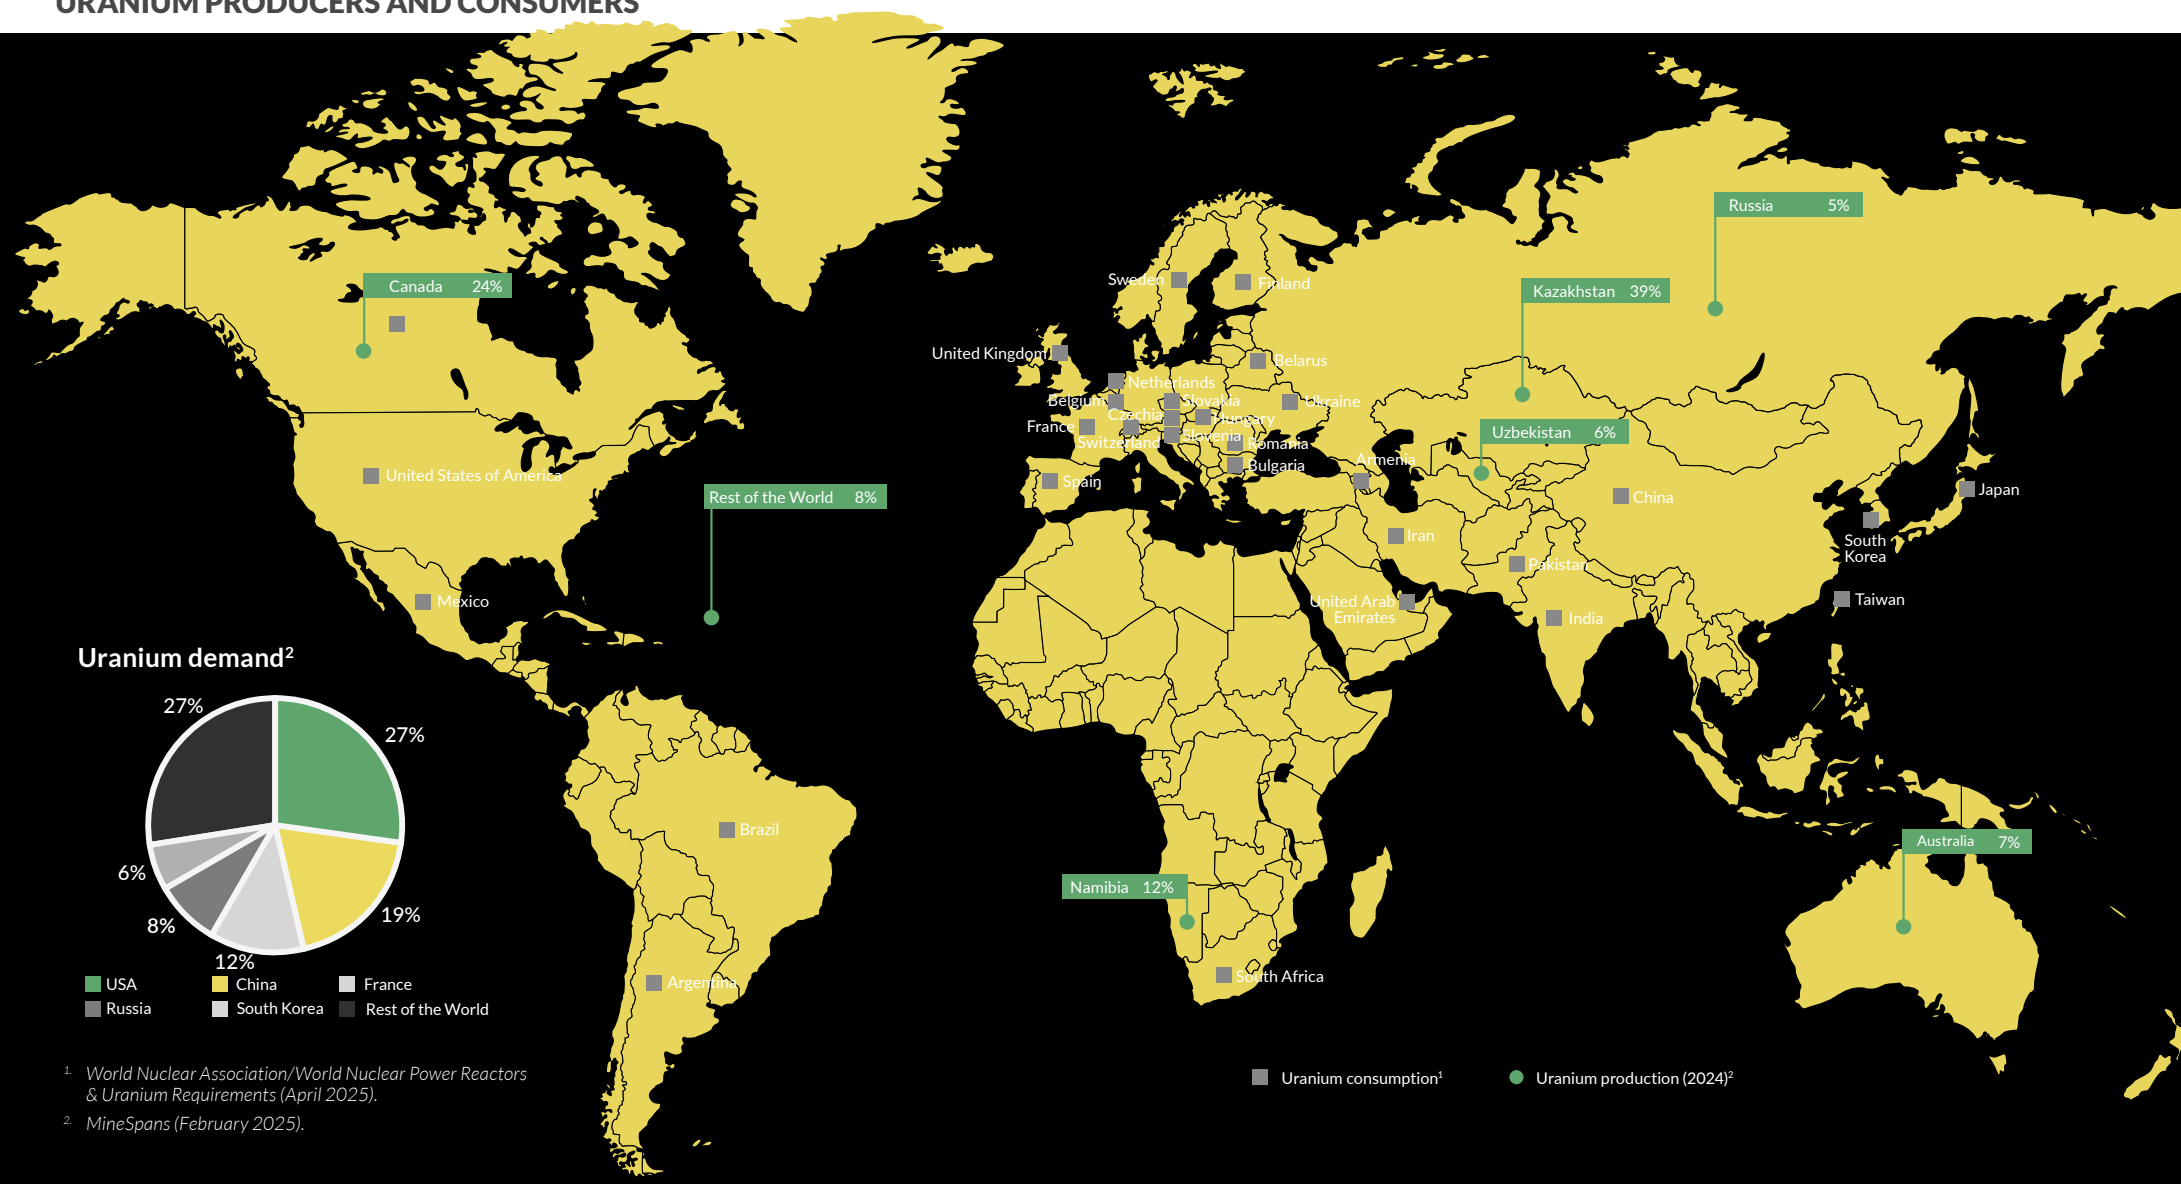 URANIUM PRODUCERS AND CONSUMERS
Russia 5%
Canada 24%
Kazakhstan 39%
Sweden
Finland
United Kingdom
Belarus
Netherlands
Belgium
Slovakia
Ukraine
Czechia
Hungary
France
Switzerland
Slovenia
Romania
Uzbekistan 6%
Armenia
Bulgaria
United States of America
Spain
Rest of the World 8%
China
Japan
Iran
South
Korea
Pakistan
Mexico
United Arab
Emirates
India
Taiwan
Uranium demand2
27%
27%
6%
19%
8%
12%
USA
China
France
Russia
South Korea
Rest of the World
Brazil
Australia 7%
Namibia 12%
South Africa
Argentina
1. World Nuclear Association/World Nuclear Power Reactors
& Uranium Requirements (April 2025).
2. MineSpans (February 2025).
Uranium consumption1
Uranium production (2024)2